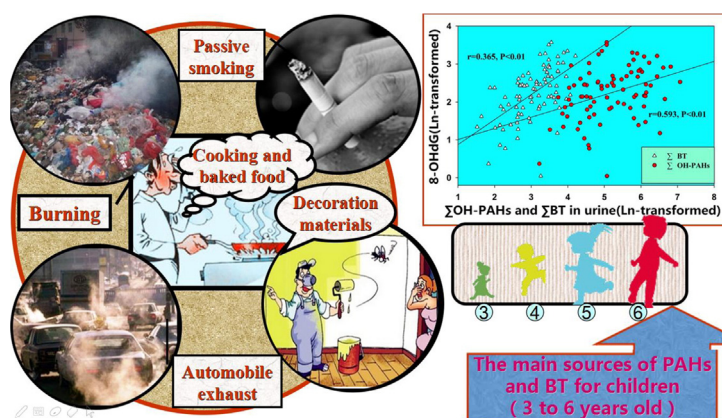 Passive
smoking
Cooking and
baked food
Burning
Decoration
materials
Automobile
exhaust
8-OHdG(Ln-transformed)
4
3
2
1
0
r=0.365, P<0.01
r=0.593, P<0.01
∑ BT
∑ OH-PAHs
1 2 3 4 5 6 7 8
∑OH-PAHs and ∑BT in urine(Ln-transformed)
③ ④ ⑤ ⑥
The main sources of PAHs
and BT for children
( 3 to 6 years old )